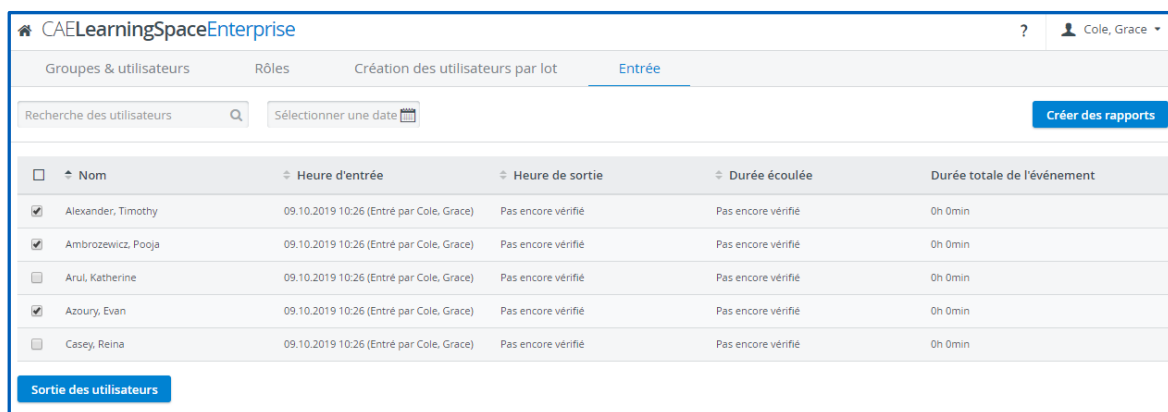 CAELearningSpaceEnterprise ? Cole, Grace
Groupes & utilisateurs Rôles Création des utilisateurs par lot Entrée
Recherche des utilisateurs Sélectionner une date Créer des rapports
Nom Heure d'entrée Heure de sortie Durée écoulée Durée totale de l'événement
Alexander, Timothy 09.10.2019 10:26 (Entré par Cole, Grace) Pas encore vérifié Pas encore vérifié 0h 0min
Ambrozewicz, Pooja 09.10.2019 10:26 (Entré par Cole, Grace) Pas encore vérifié Pas encore vérifié 0h 0min
Arul, Katherine 09.10.2019 10:26 (Entré par Cole, Grace) Pas encore vérifié Pas encore vérifié 0h 0min
Azoury, Evan 09.10.2019 10:26 (Entré par Cole, Grace) Pas encore vérifié Pas encore vérifié 0h 0min
Casey, Reina 09.10.2019 10:26 (Entré par Cole, Grace) Pas encore vérifié Pas encore vérifié 0h 0min
Sortie des utilisateurs